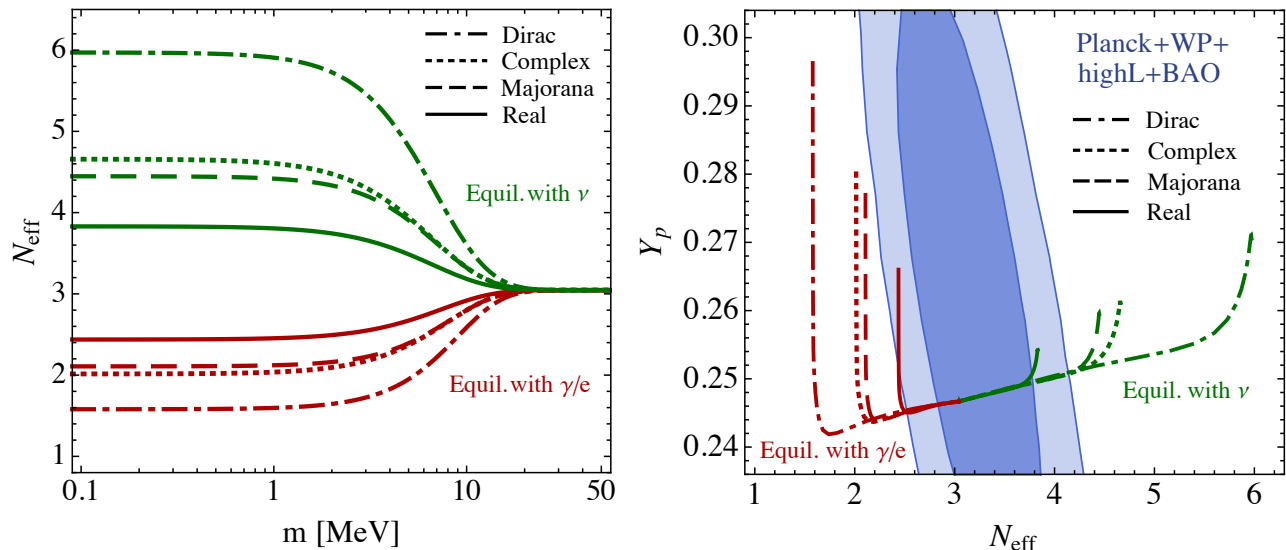 6
5
4
3
2
1
N_eff
Dirac
Complex
Majorana
Real
Equil. with ν
Equil. with γ/e
0.1
1
10
50
m [MeV]
0.30
0.29
0.28
0.27
0.26
0.25
0.24
Y_p
Planck+WP+
highL+BAO
Dirac
Complex
Majorana
Real
Equil. with ν
Equil. with γ/e
1
2
3
4
5
6
N_eff